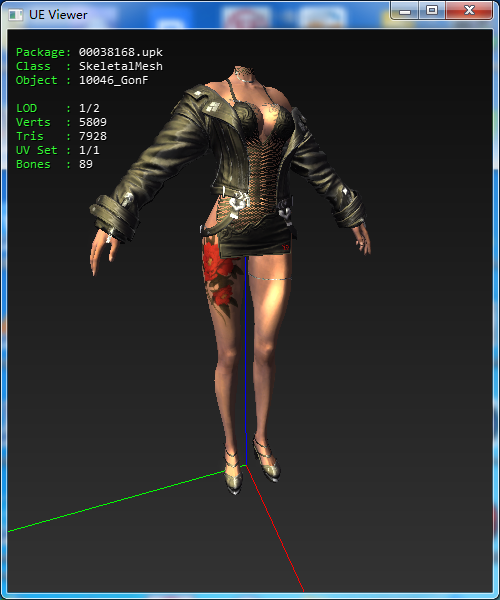 UE Viewer
Package: 00038168.upk
Class : SkeletalMesh
Object : 10046_GonF
LOD : 1/2
Verts : 5809
Tris : 7928
UV Set : 1/1
Bones : 89